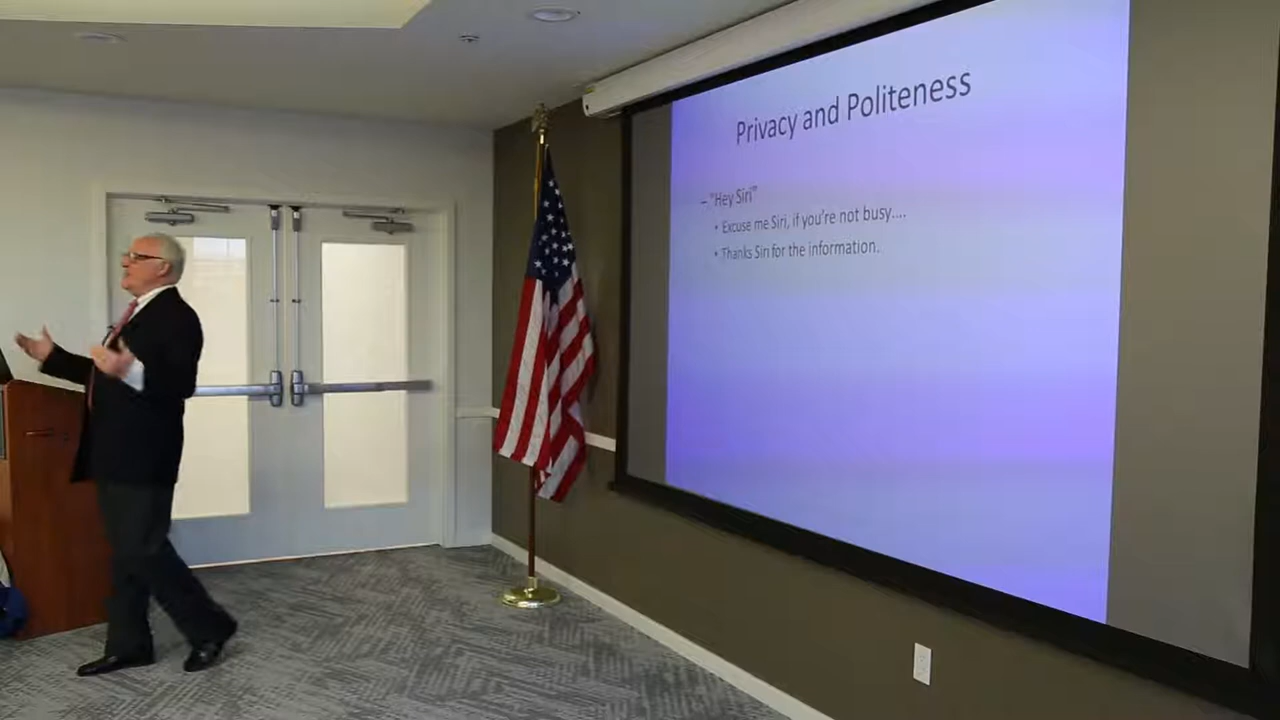 Privacy and Politeness
– "Hey Siri"
• Excuse me Siri, if you're not busy....
• Thanks Siri for the information.